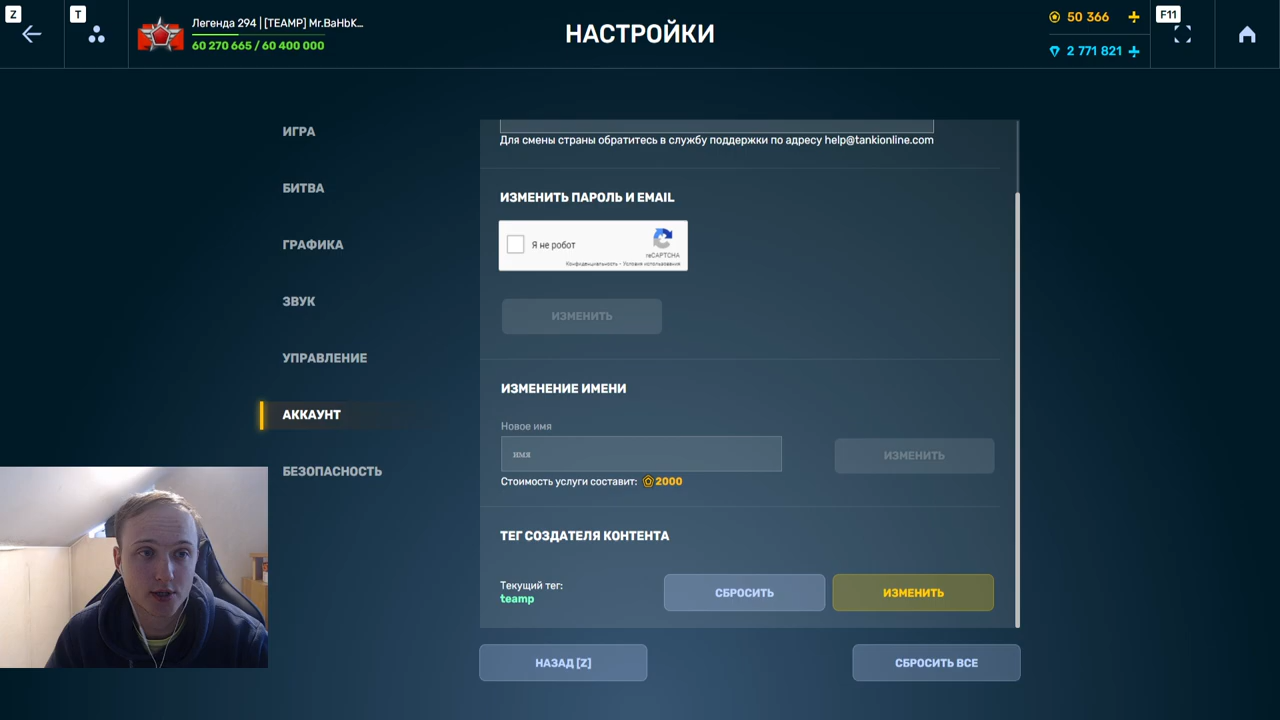 Z
T
Легенда 294 | [TEAMP] Mr.BaHbK...
60 270 665 / 60 400 000
НАСТРОЙКИ
50 366
2 771 821
F11
ИГРА
БИТВА
ГРАФИКА
ЗВУК
УПРАВЛЕНИЕ
АККАУНТ
БЕЗОПАСНОСТЬ
Для смены страны обратитесь в службу поддержки по адресу help@tankionline.com
ИЗМЕНИТЬ ПАРОЛЬ И EMAIL
Я не робот
reCAPTCHA
Конфиденциальность - Условия использования
ИЗМЕНИТЬ
ИЗМЕНЕНИЕ ИМЕНИ
Новое имя
имя
ИЗМЕНИТЬ
Стоимость услуги составит: 2000
ТЕГ СОЗДАТЕЛЯ КОНТЕНТА
Текущий тег:
teamp
СБРОСИТЬ
ИЗМЕНИТЬ
НАЗАД [Z]
СБРОСИТЬ ВСЕ